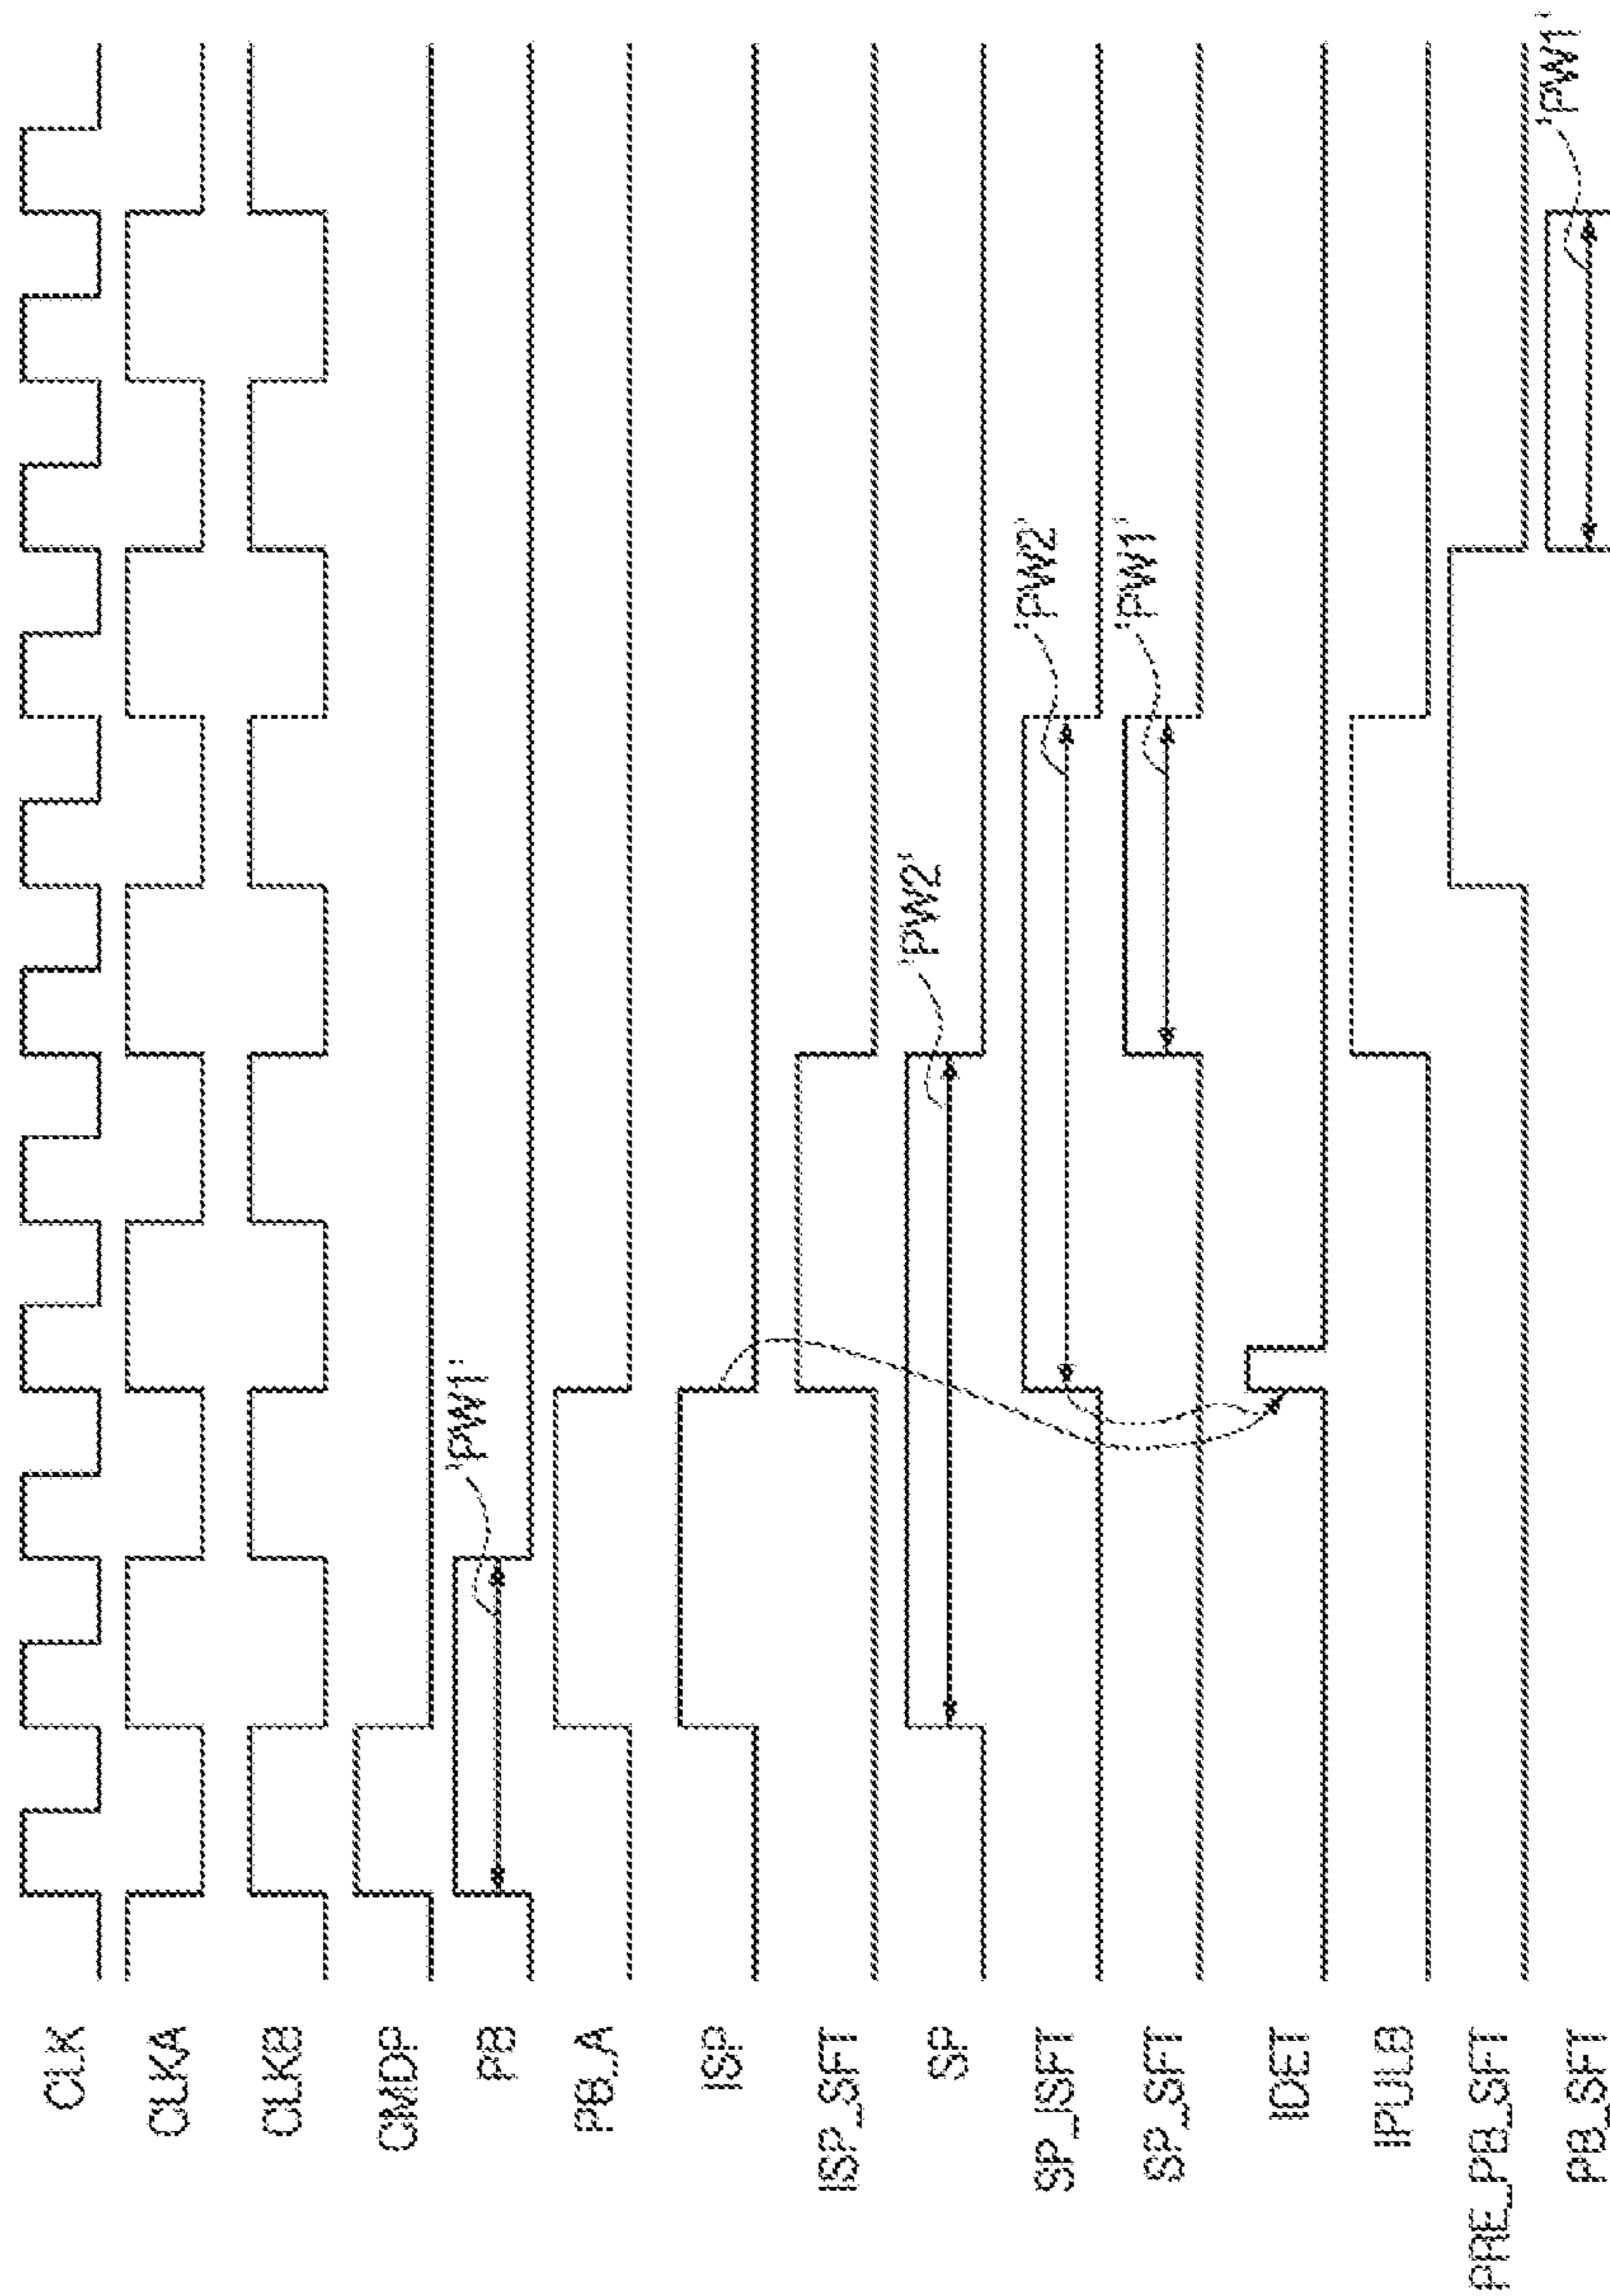 CLK
CLKA
CLKB
CMDP
PB
'PW1'
PB_A
ISP
ISP_SFT
SP
'PW2'
SP_ISFT
'PW2'
SP_SFT
'PW1'
IDET
IPULB
PRE_PB_SFT
PB_SFT
'PW1'